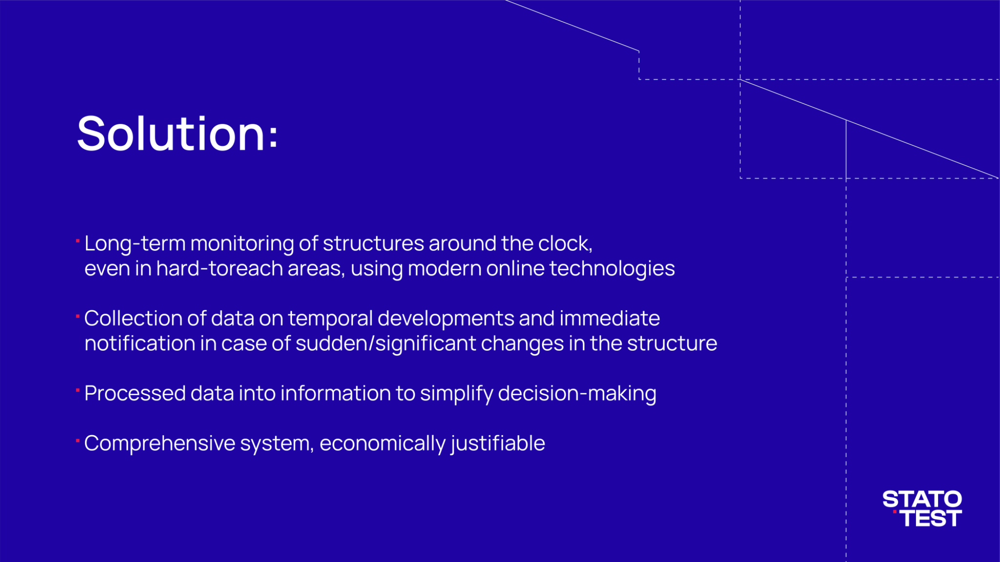 Solution:
Long-term monitoring of structures around the clock,
even in hard-toreach areas, using modern online technologies
Collection of data on temporal developments and immediate
notification in case of sudden/significant changes in the structure
Processed data into information to simplify decision-making
Comprehensive system, economically justifiable
STATO
TEST